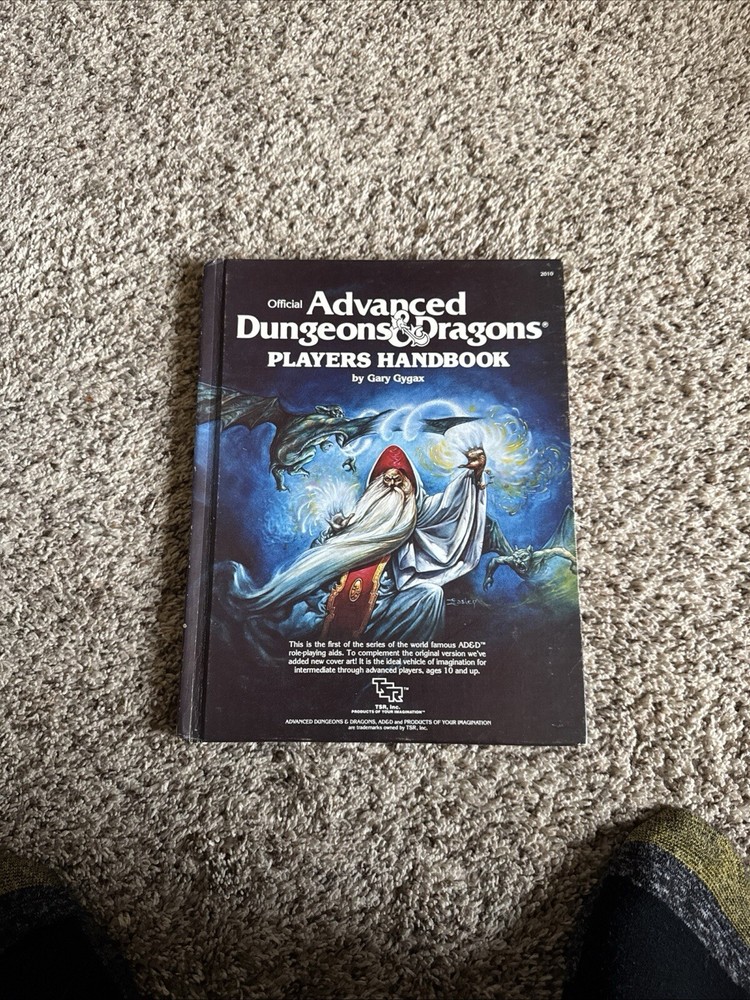 2010
Official Advanced
Dungeons & Dragons®
PLAYERS HANDBOOK
by Gary Gygax
Easley
This is the first of the series of the world famous AD&D™
role-playing aids. To complement the original version we've
added new cover art! It is the ideal vehicle of imagination for
intermediate through advanced players, ages 10 and up.
TSR™
TSR, Inc.
PRODUCTS OF YOUR IMAGINATION™
ADVANCED DUNGEONS & DRAGONS, AD&D and PRODUCTS OF YOUR IMAGINATION
are trademarks owned by TSR, Inc.